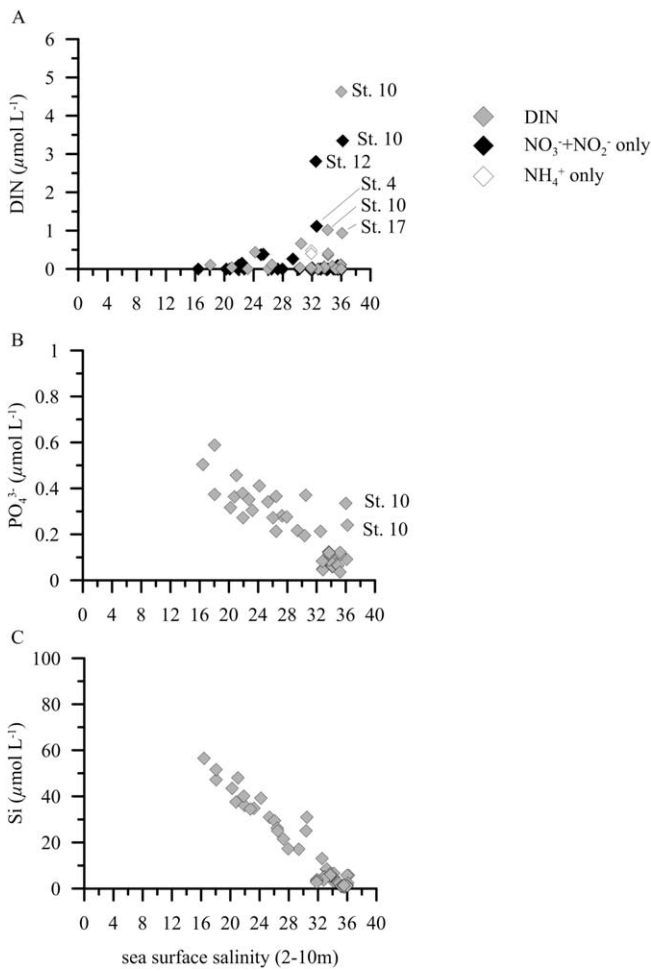 A
6
5
4
3
2
1
0
DIN (µmol L-1)
St. 10
St. 10
St. 12
St. 4
St. 10
St. 17
0 4 8 12 16 20 24 28 32 36 40
DIN
NO3-+NO2- only
NH4+ only
B
1
0.8
0.6
0.4
0.2
0
PO43- (µmol L-1)
St. 10
St. 10
0 4 8 12 16 20 24 28 32 36 40
C
100
80
60
40
20
0
Si (µmol L-1)
0 4 8 12 16 20 24 28 32 36 40
sea surface salinity (2-10m)